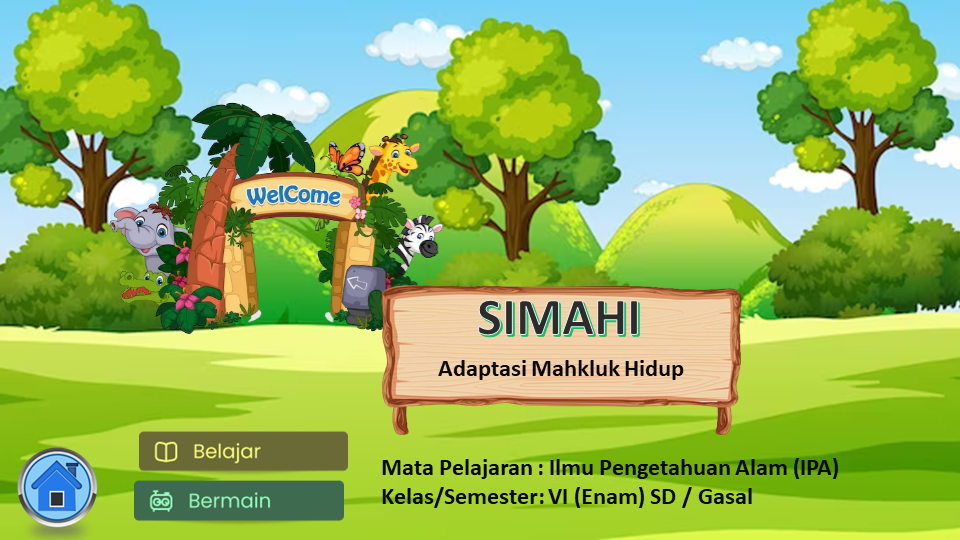 WelCome
SIMAHI
Adaptasi Mahkluk Hidup
Belajar
Bermain
Mata Pelajaran : Ilmu Pengetahuan Alam (IPA)
Kelas/Semester: VI (Enam) SD / Gasal